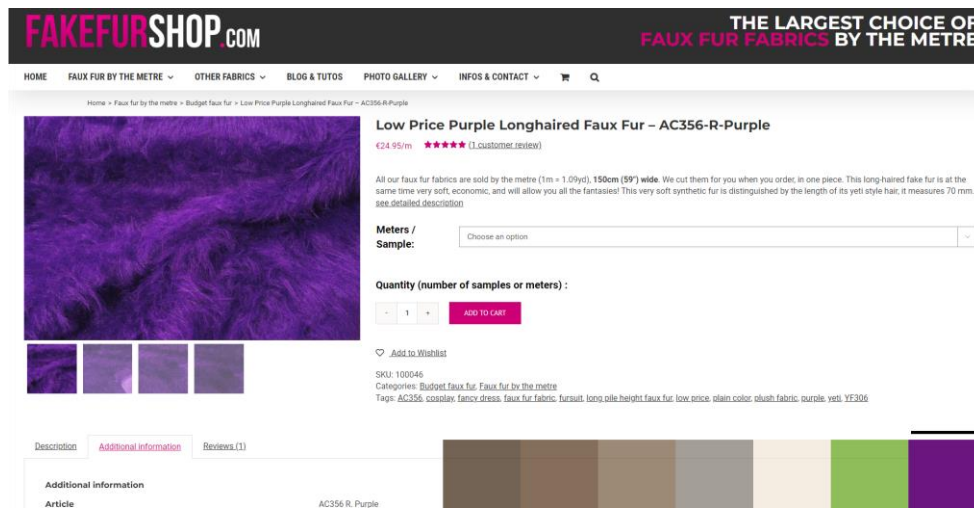 FAKEFURSHOP.COM
THE LARGEST CHOICE OF
FAUX FUR FABRICS BY THE METRE
HOME FAUX FUR BY THE METRE OTHER FABRICS BLOG & TUTOS PHOTO GALLERY INFOS & CONTACT
Home > Faux fur by the metre > Budget faux fur > Low Price Purple Longhaired Faux Fur – AC356-R-Purple
Low Price Purple Longhaired Faux Fur – AC356-R-Purple
€24.95/m ★★★★★ (1 customer review)
All our faux fur fabrics are sold by the metre (1m = 1.09yd), 150cm (59") wide. We cut them for you when you order, in one piece. This long-haired fake fur is at the
same time very soft, economic, and will allow you all the fantasies! This very soft synthetic fur is distinguished by the length of its yeti style hair, it measures 70 mm.
see detailed description
Meters /
Sample:
Choose an option
Quantity (number of samples or meters) :
- 1 + ADD TO CART
Add to Wishlist
SKU: 100046
Categories: Budget faux fur, Faux fur by the metre
Tags: AC356, cosplay, fancy dress, faux fur fabric, fursuit, long pile height faux fur, low price, plain color, plush fabric, purple, yeti, YF306
Description Additional information Reviews (1)
Additional information
Article AC356 R. Purple